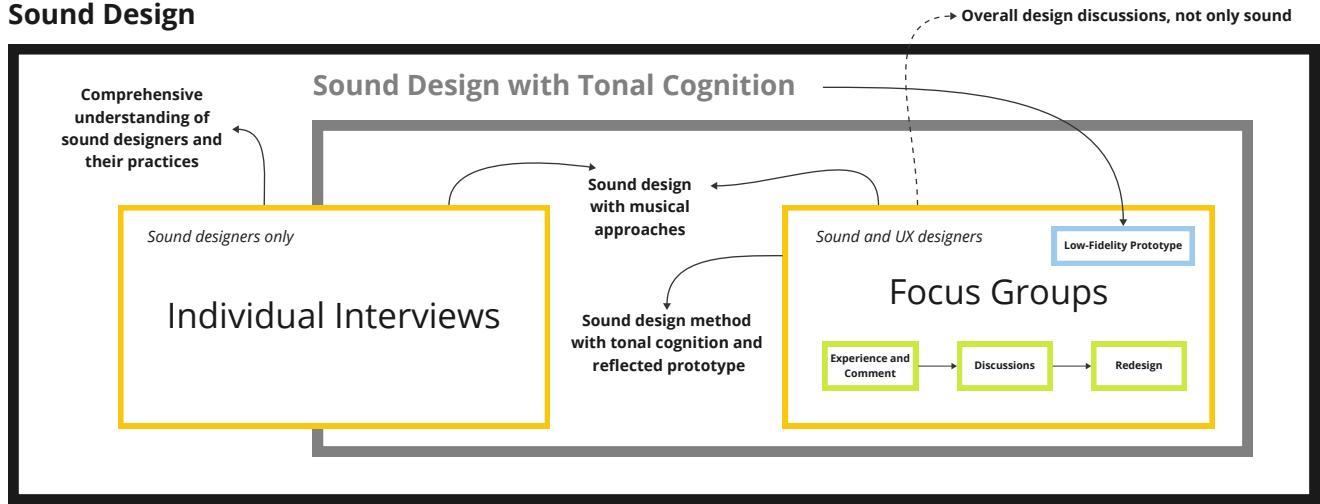 Sound Design
Overall design discussions, not only sound
Sound Design with Tonal Cognition
Comprehensive
understanding of
sound designers and
their practices
Sound design
with musical
approaches
Sound designers only
Individual Interviews
Sound and UX designers
Low-Fidelity Prototype
Focus Groups
Sound design method
with tonal cognition and
reflected prototype
Experience and
Comment
Discussions
Redesign